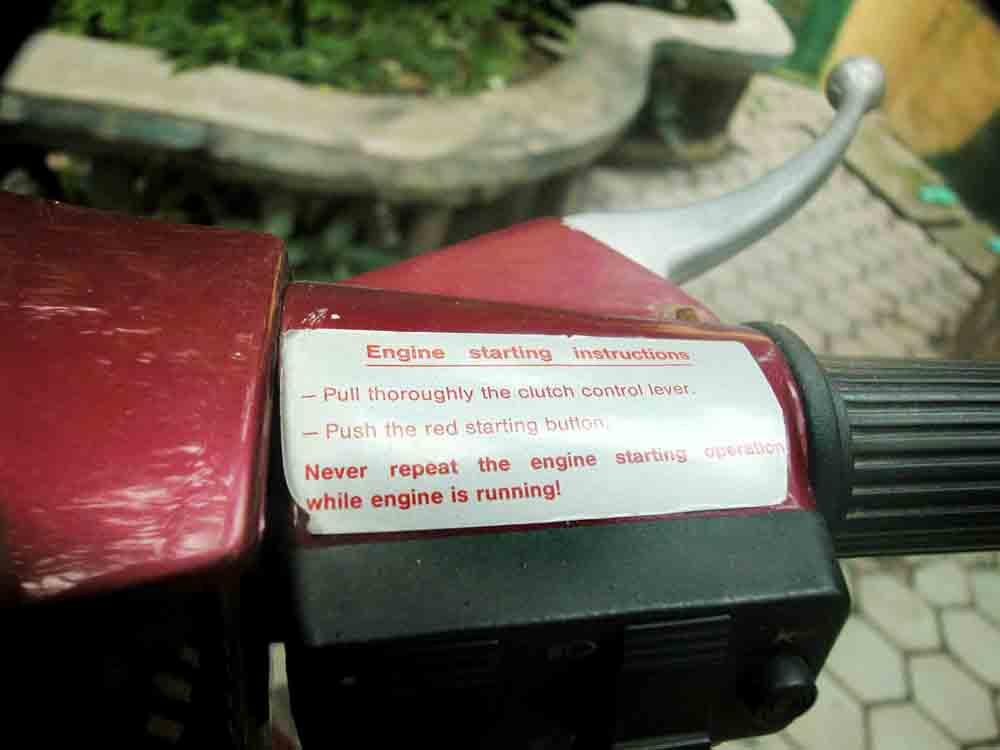 Engine starting instructions
– Pull thoroughly the clutch control lever.
– Push the red starting button.
Never repeat the engine starting operation
while engine is running!